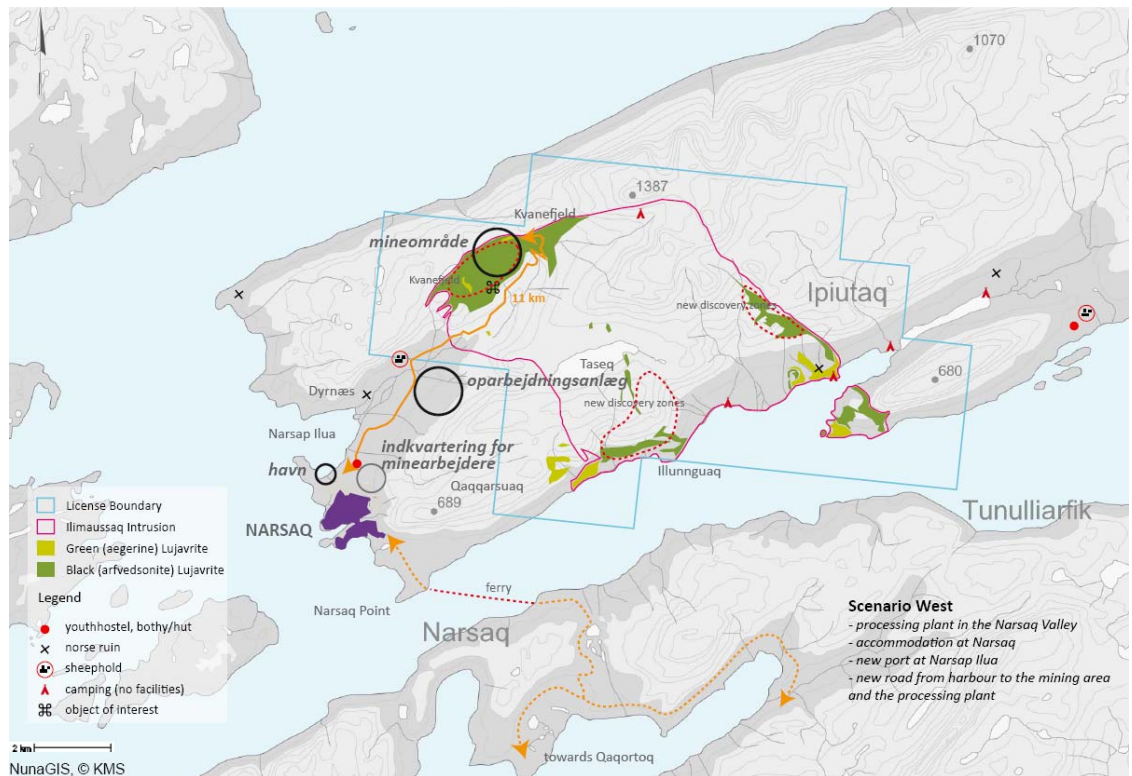 1070
1387
Kvanefjeld
mineområde
Kvanefjeld
11 km
Ipiutaq
new discovery zones
Taseq
680
oparbejdningsanlæg
new discovery zones
Dyrnæs
Narsap Ilua
indkvartering for
minearbejdere
havn
Illunnguaq
Qaqqarsuaq
689
Tunulliarfik
NARSAQ
ferry
Narsaq Point
Narsaq
towards Qaqortoq
License Boundary
Ilimaussaq Intrusion
Green (aegerine) Lujavrite
Black (arfvedsonite) Lujavrite
Legend
youthhostel, bothy/hut
norse ruin
sheephold
camping (no facilities)
object of interest
2 km
NunaGIS, © KMS
Scenario West
- processing plant in the Narsaq Valley
- accommodation at Narsaq
- new port at Narsap Ilua
- new road from harbour to the mining area
and the processing plant